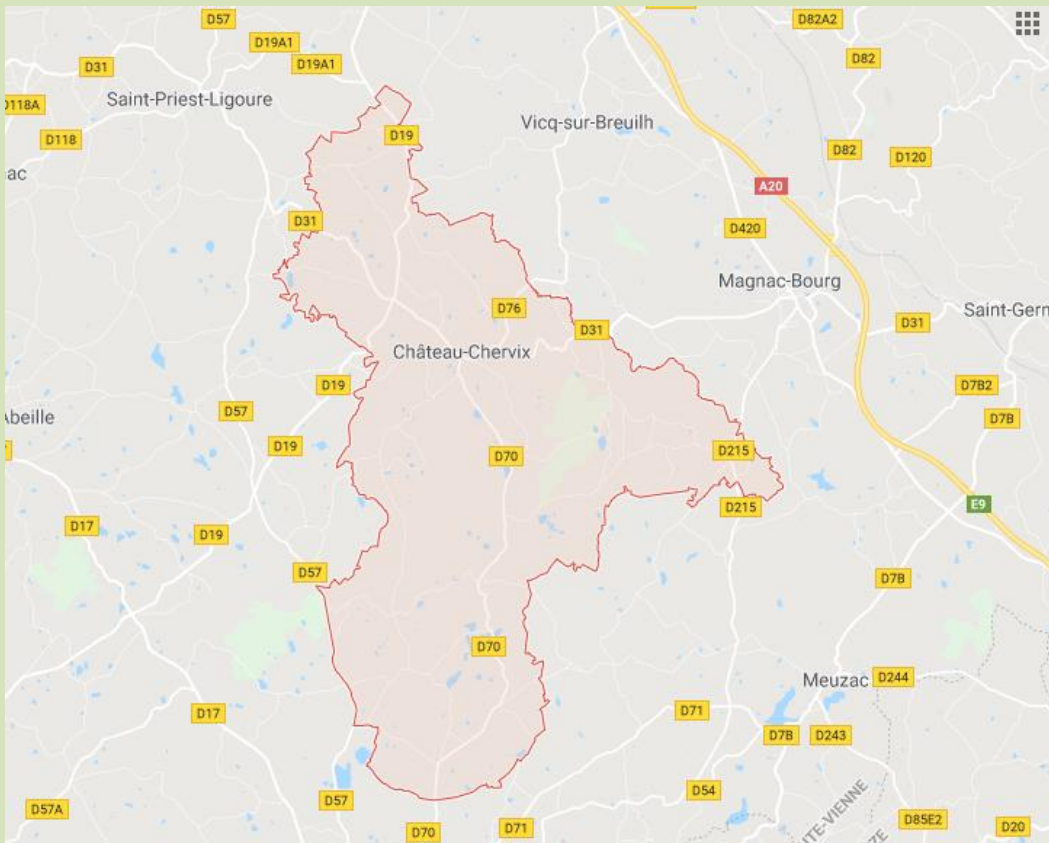 D57
D82A2
D19A1
D31
D19A1
D82
D118A
Saint-Priest-Ligoure
D19
Vicq-sur-Breuilh
D118
D82
D120
A20
D31
D420
Magnac-Bourg
D76
Saint-Gern
D31
D31
Château-Chervix
D19
D7B2
D57
Abeille
D7B
D19
D70
D215
D215
E9
D17
D19
D57
D7B
D70
Meuzac
D244
D17
D71
D7B
D243
D57
D54
D57A
D70
D71
D85E2
D20